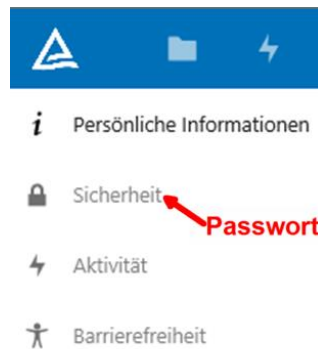 Persönliche Informationen
Sicherheit
Passwort
Aktivität
Barrierefreiheit